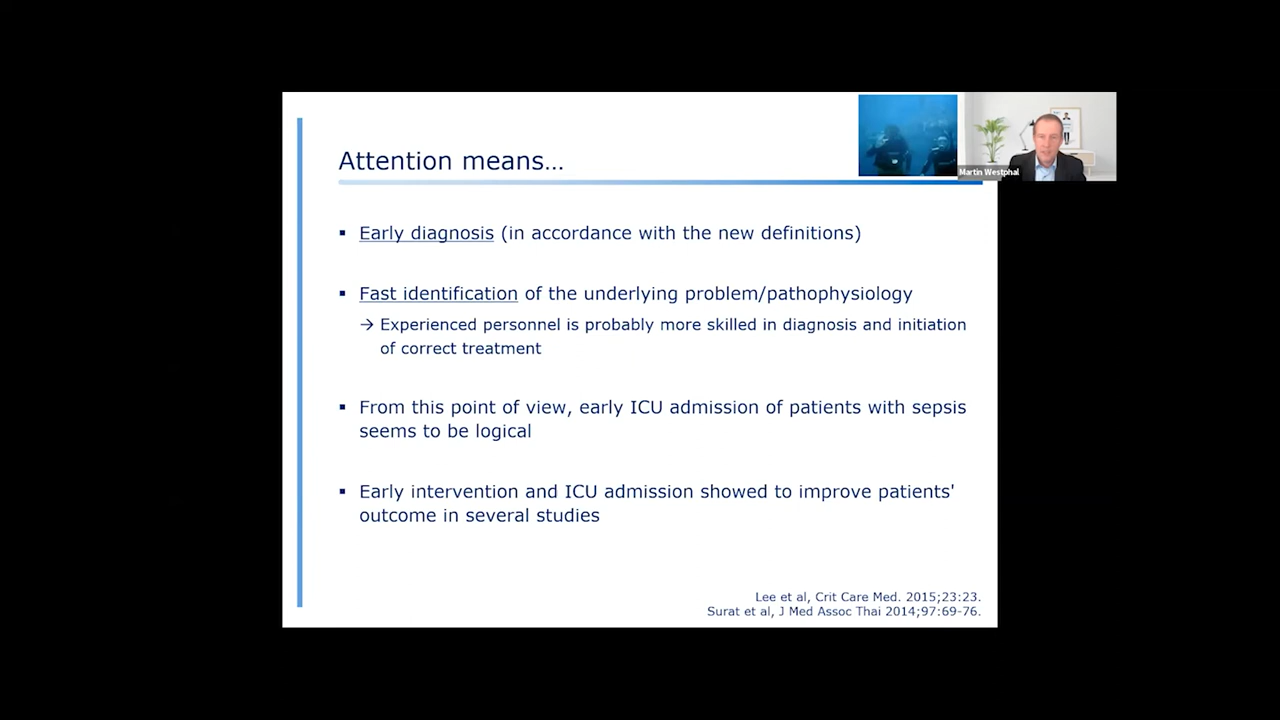 Attention means...
Martin Westphal
▪ Early diagnosis (in accordance with the new definitions)
▪ Fast identification of the underlying problem/pathophysiology
→ Experienced personnel is probably more skilled in diagnosis and initiation
of correct treatment
▪ From this point of view, early ICU admission of patients with sepsis
seems to be logical
▪ Early intervention and ICU admission showed to improve patients'
outcome in several studies
Lee et al, Crit Care Med. 2015;23:23.
Surat et al, J Med Assoc Thai 2014;97:69-76.